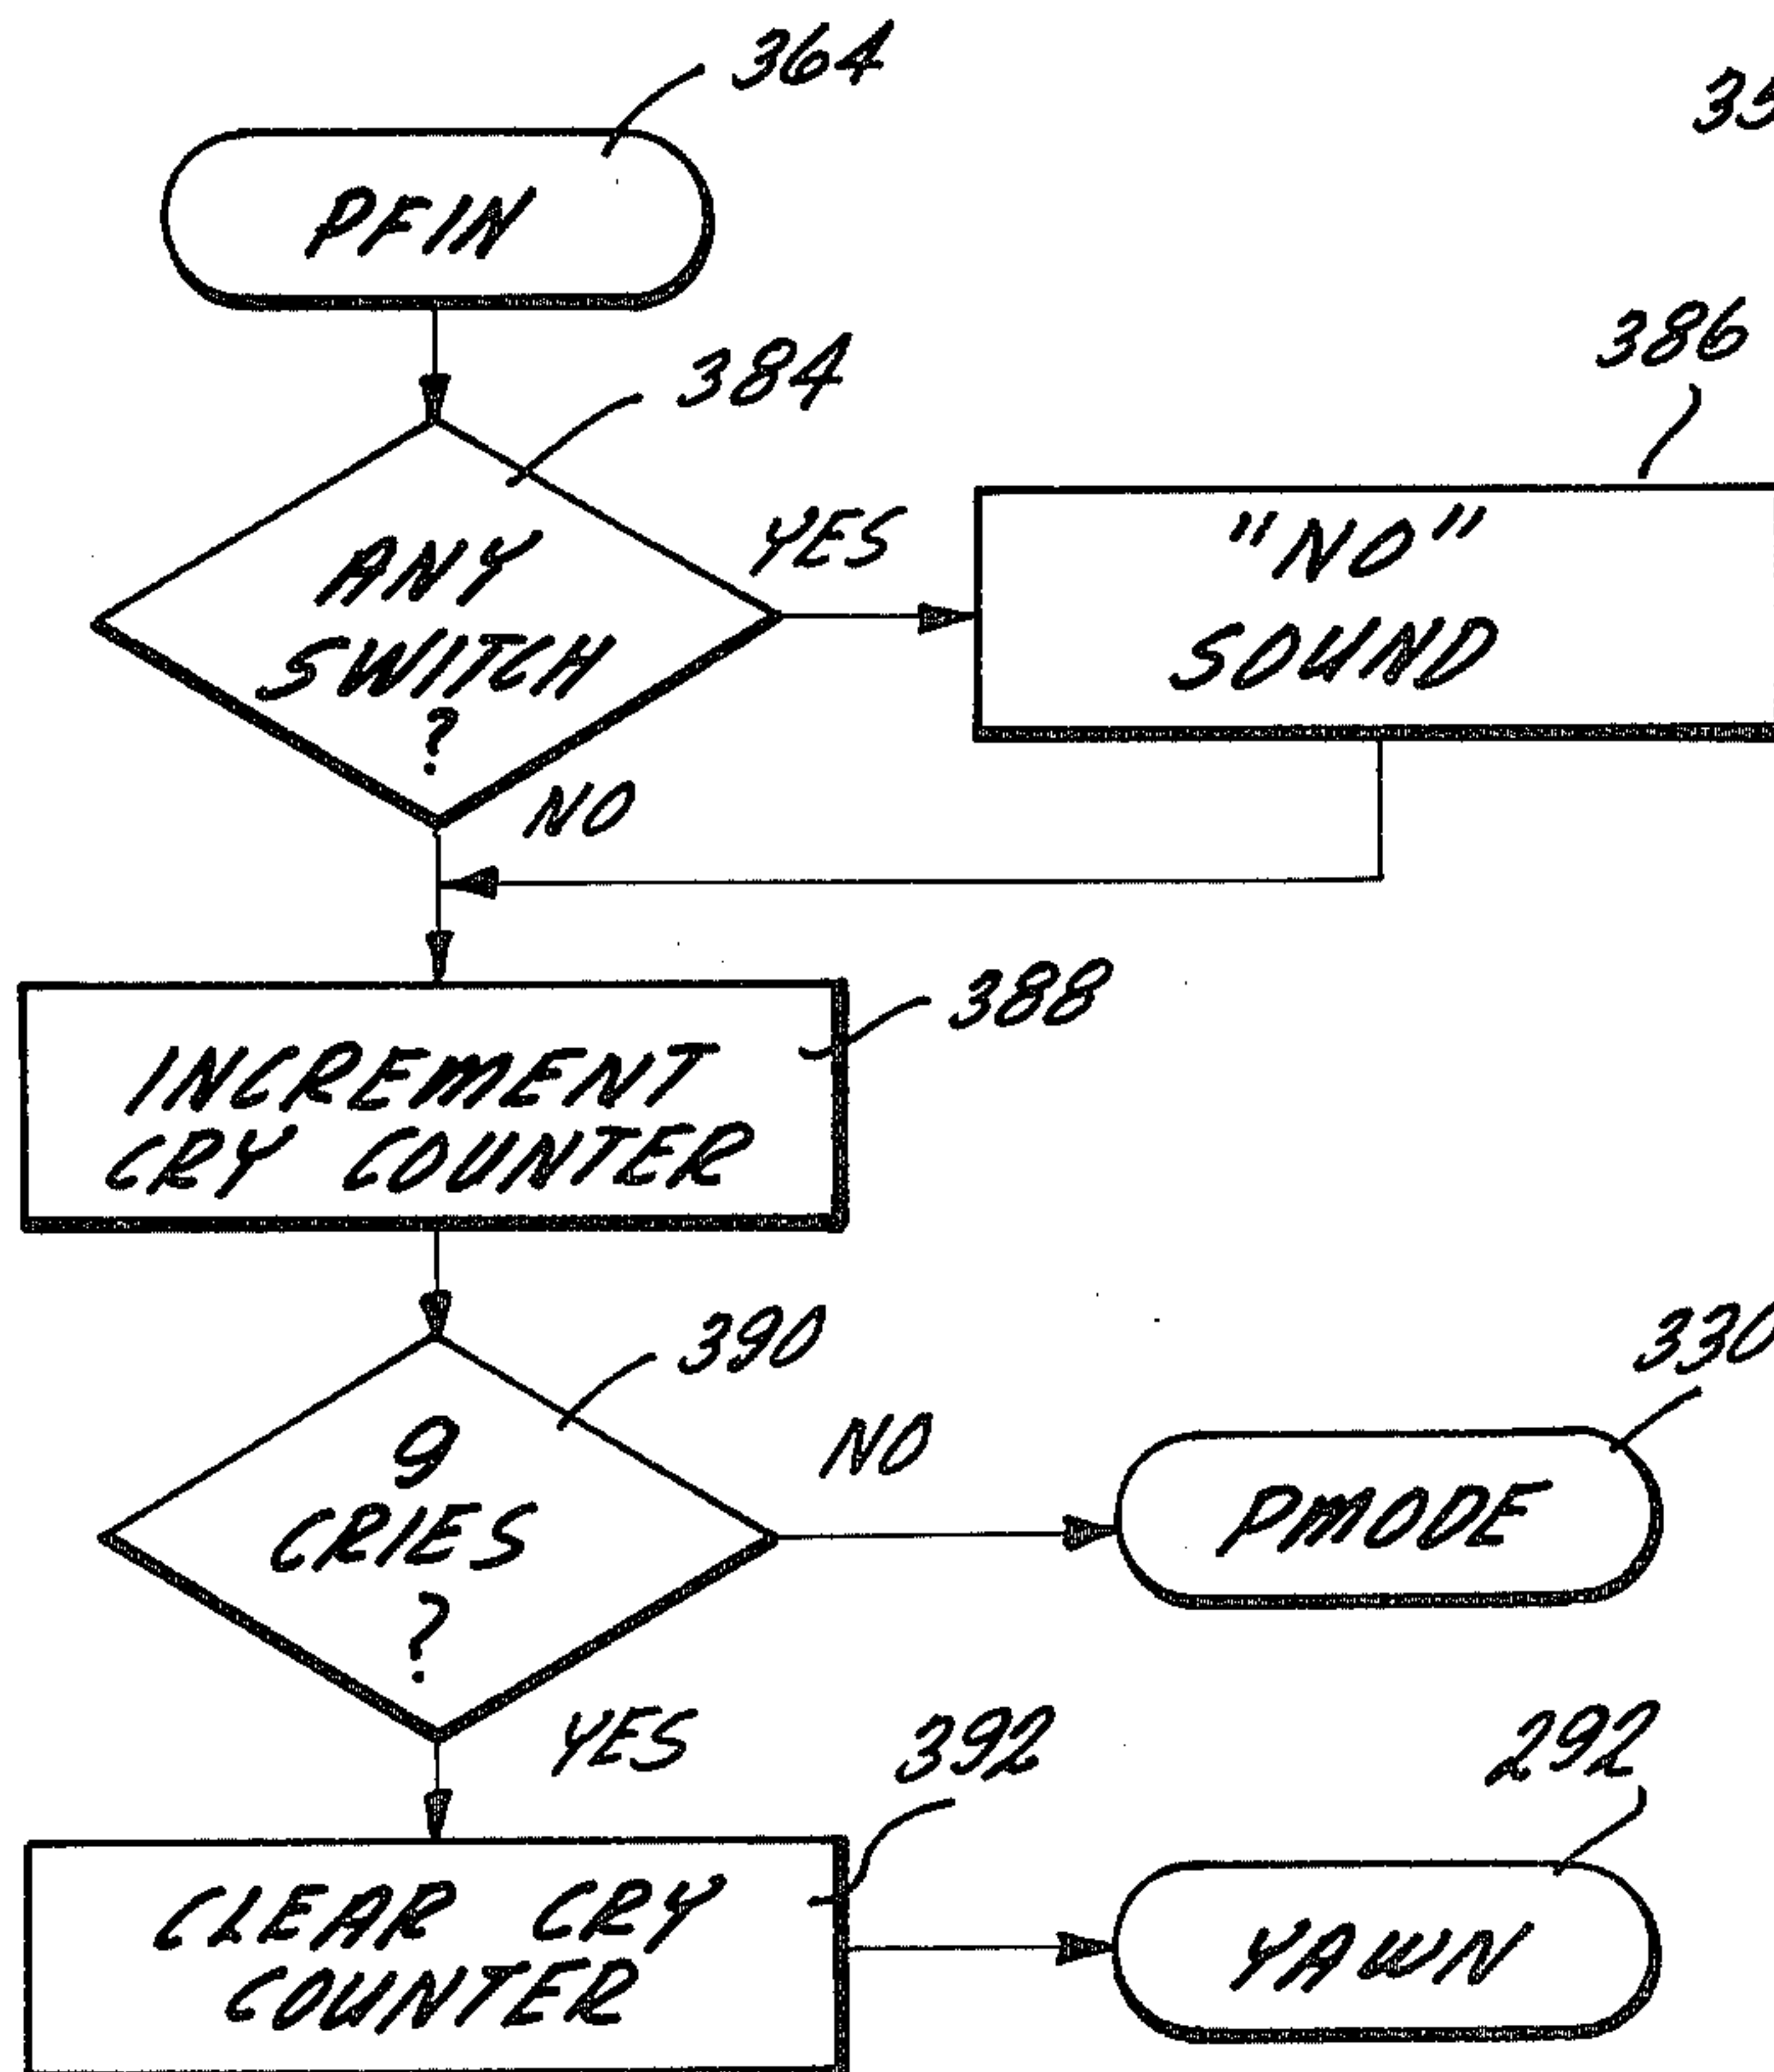 364
PFIN
384
ANY
SWITCH
?
YES
386
"NO"
SOUND
NO
388
INCREMENT
CRY COUNTER
390
9
CRIES
?
NO
330
PMODE
YES
392
CLEAR CRY
COUNTER
292
YAWN